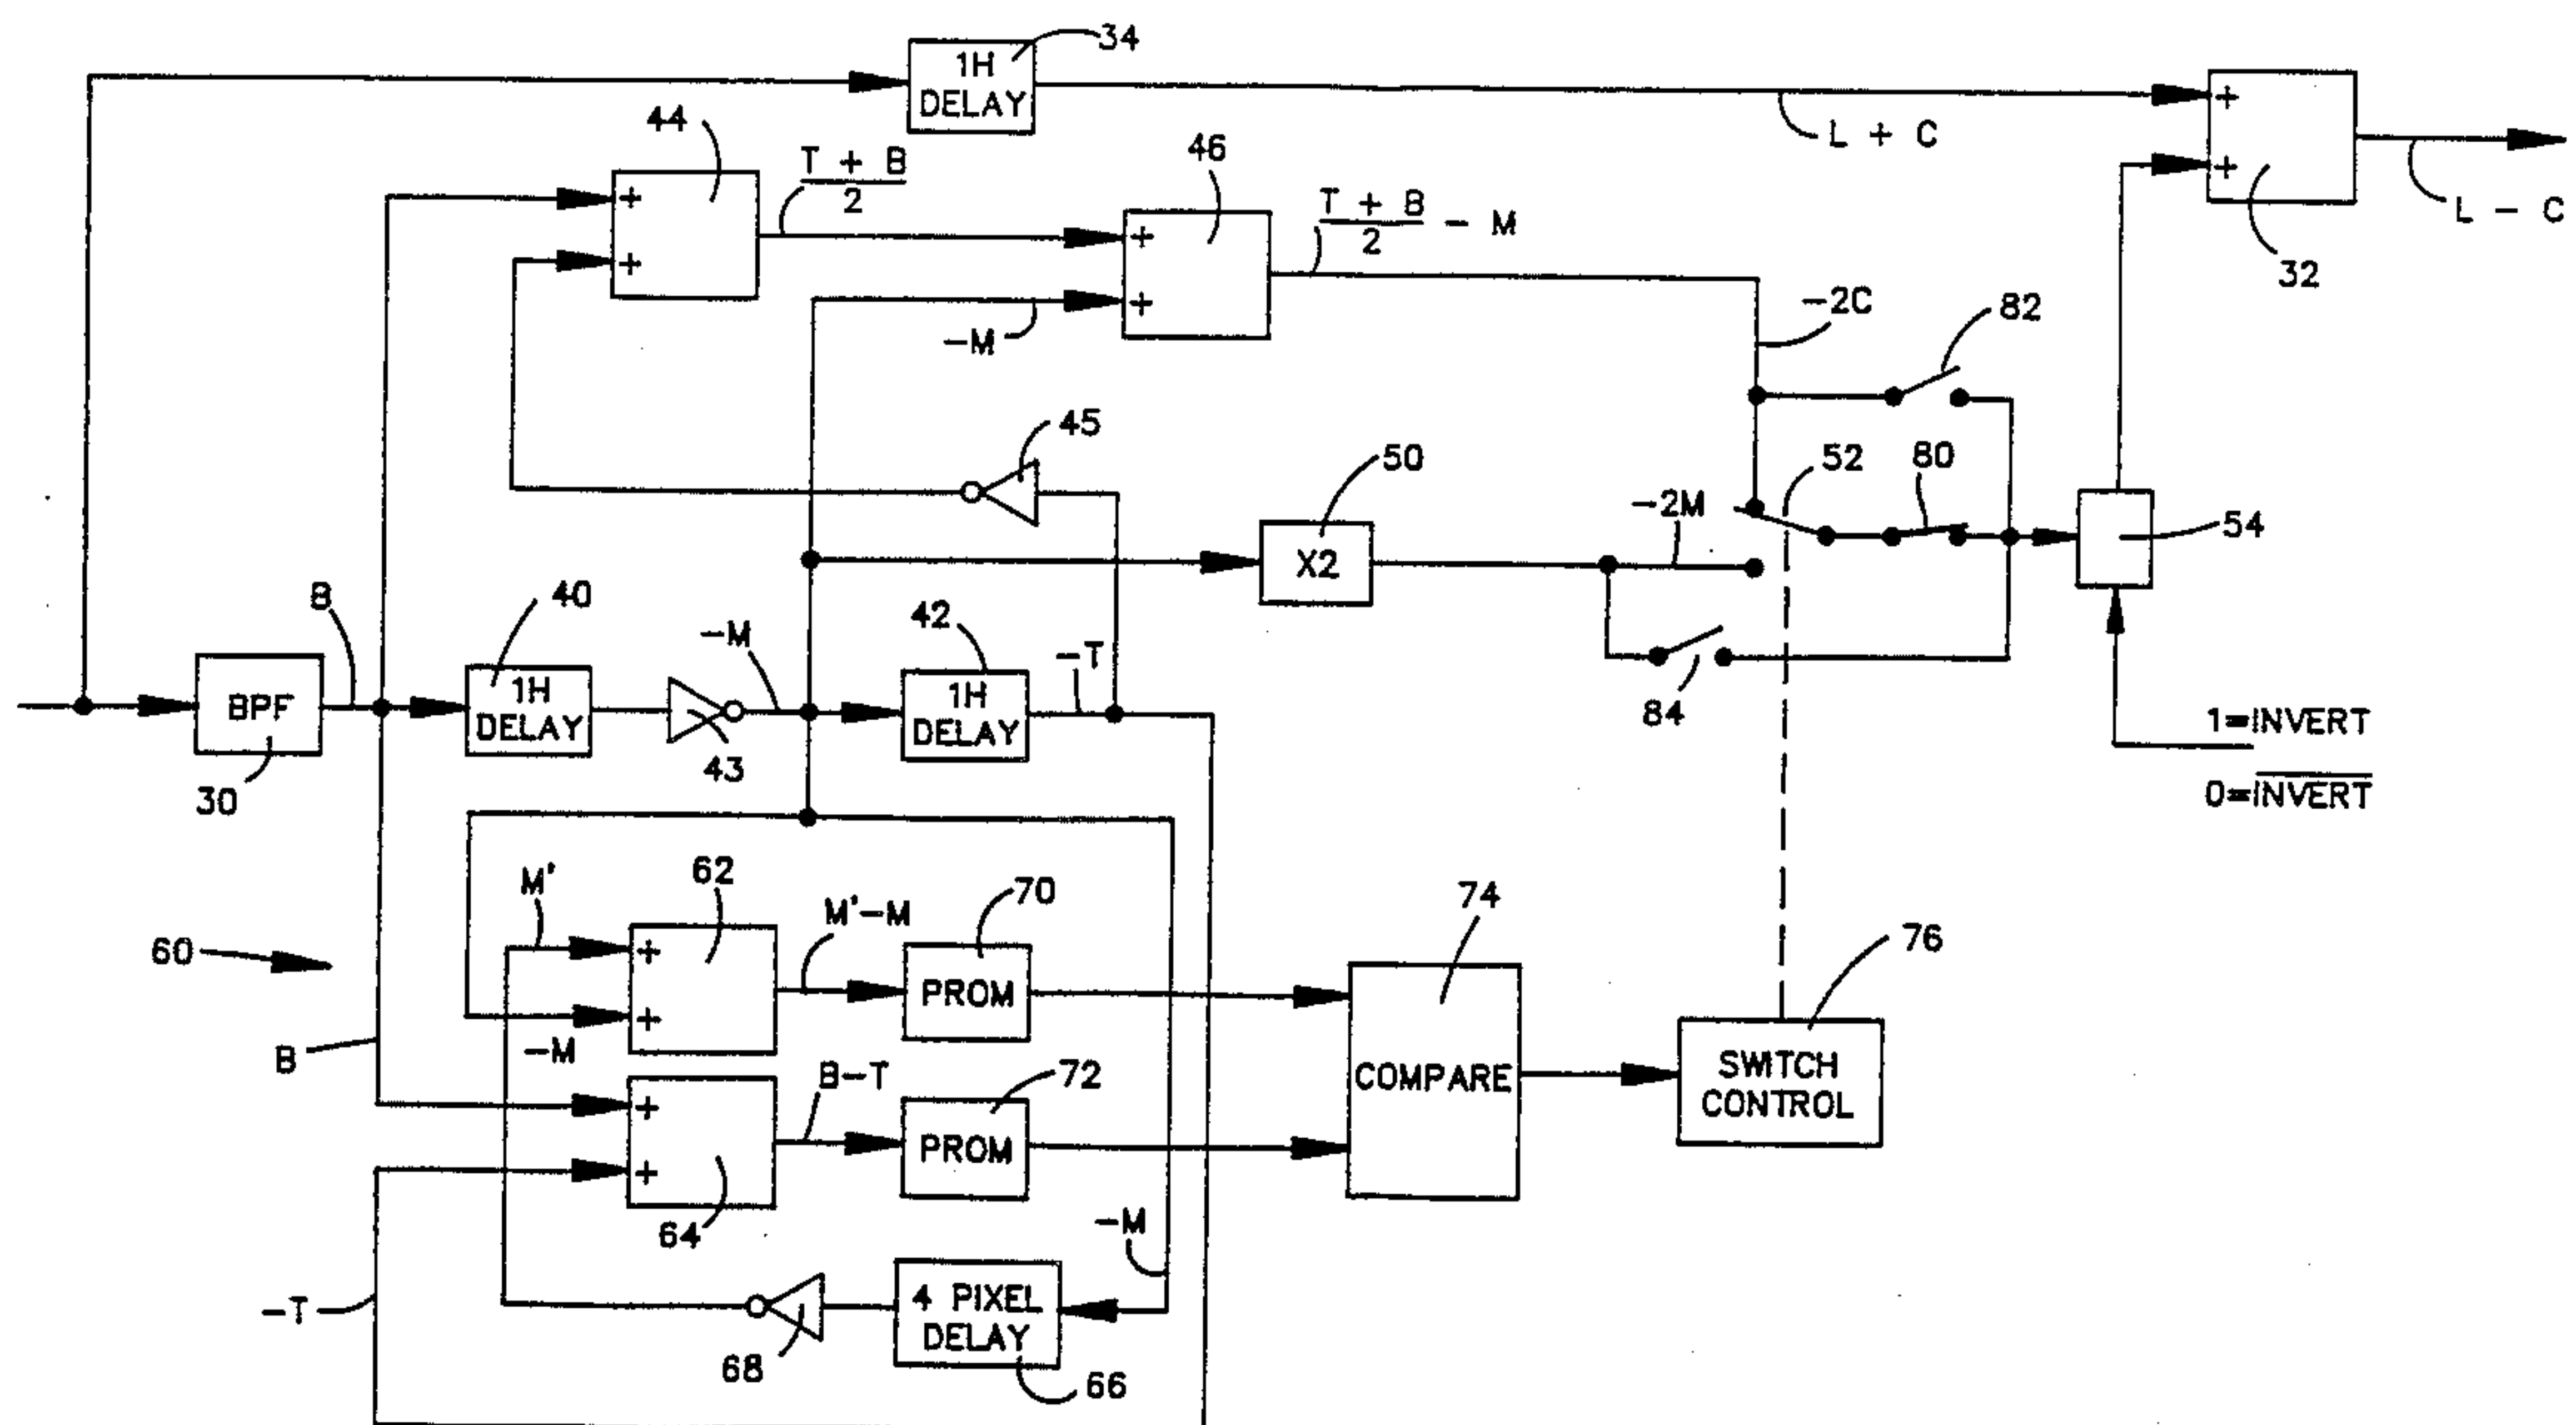 34
1H
DELAY
+
L + C
+
L - C
32
44
+
+
T + B
2
46
+
+
T + B
2
- M
-M
-2C
82
45
50
X2
-2M
52
80
54
84
1=INVERT
0=INVERT
B
40
1H
DELAY
BPF
30
-M
43
42
1H
DELAY
-T
60
M'
62
+
+
-M
M'-M
70
PROM
74
COMPARE
76
SWITCH
CONTROL
B
+
+
64
B-T
72
PROM
-M
-T
68
4 PIXEL
DELAY
66